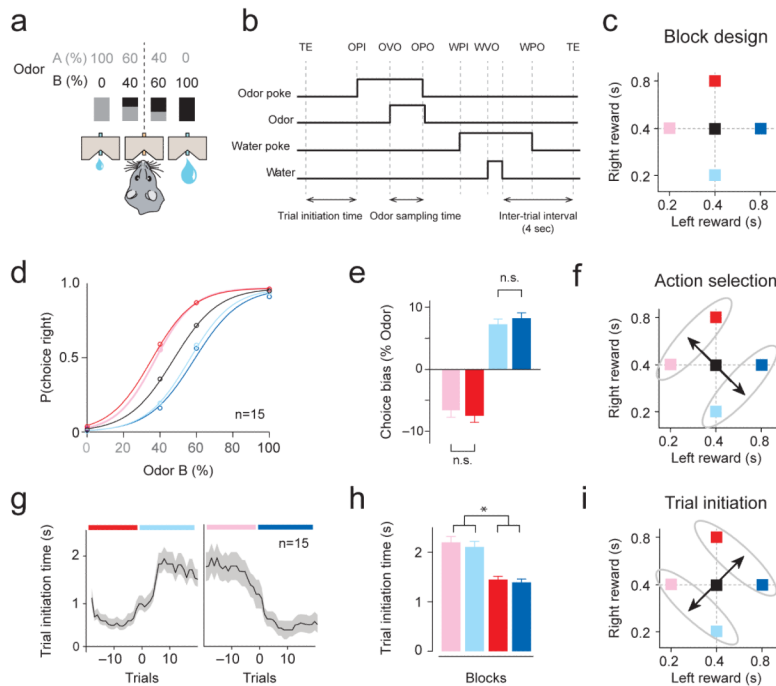 a
Odor
A (%) 100 60 40 0
B (%) 0 40 60 100
b
TE OPI OVO OPO WPI WVO WPO TE
Odor poke
Odor
Water poke
Water
Trial initiation time
Odor sampling time
Inter-trial interval
(4 sec)
c
Block design
Right reward (s)
0.8
0.4
0.2
0.2 0.4 0.8
Left reward (s)
d
P(choice right)
1.0
0.5
0
0 20 40 60 80 100
Odor B (%)
n=15
e
Choice bias (% Odor)
10
0
−10
n.s.
n.s.
f
Action selection
Right reward (s)
0.8
0.4
0.2
0.2 0.4 0.8
Left reward (s)
g
Trial initiation time (s)
2
1
0
n=15
−10 0 10
−10 0 10
Trials
Trials
h
Trial initiation time (s)
2
1
0
*
Blocks
i
Trial initiation
Right reward (s)
0.8
0.4
0.2
0.2 0.4 0.8
Left reward (s)